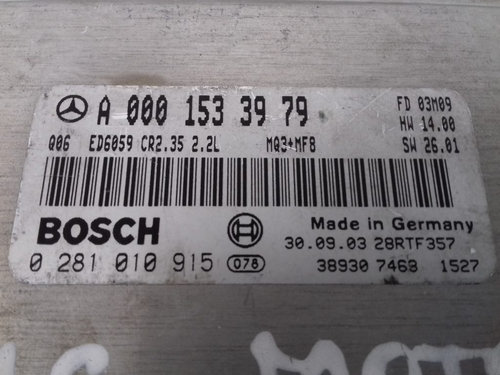 A 000 153 39 79 FD 03M09
HW 14.00
Q06 ED6059 CR2.35 2.2L MQ3+MF8 SW 26.01
BOSCH Made in Germany
30.09.03 28RTF357
0 281 010 915 078 38930 7463 1527